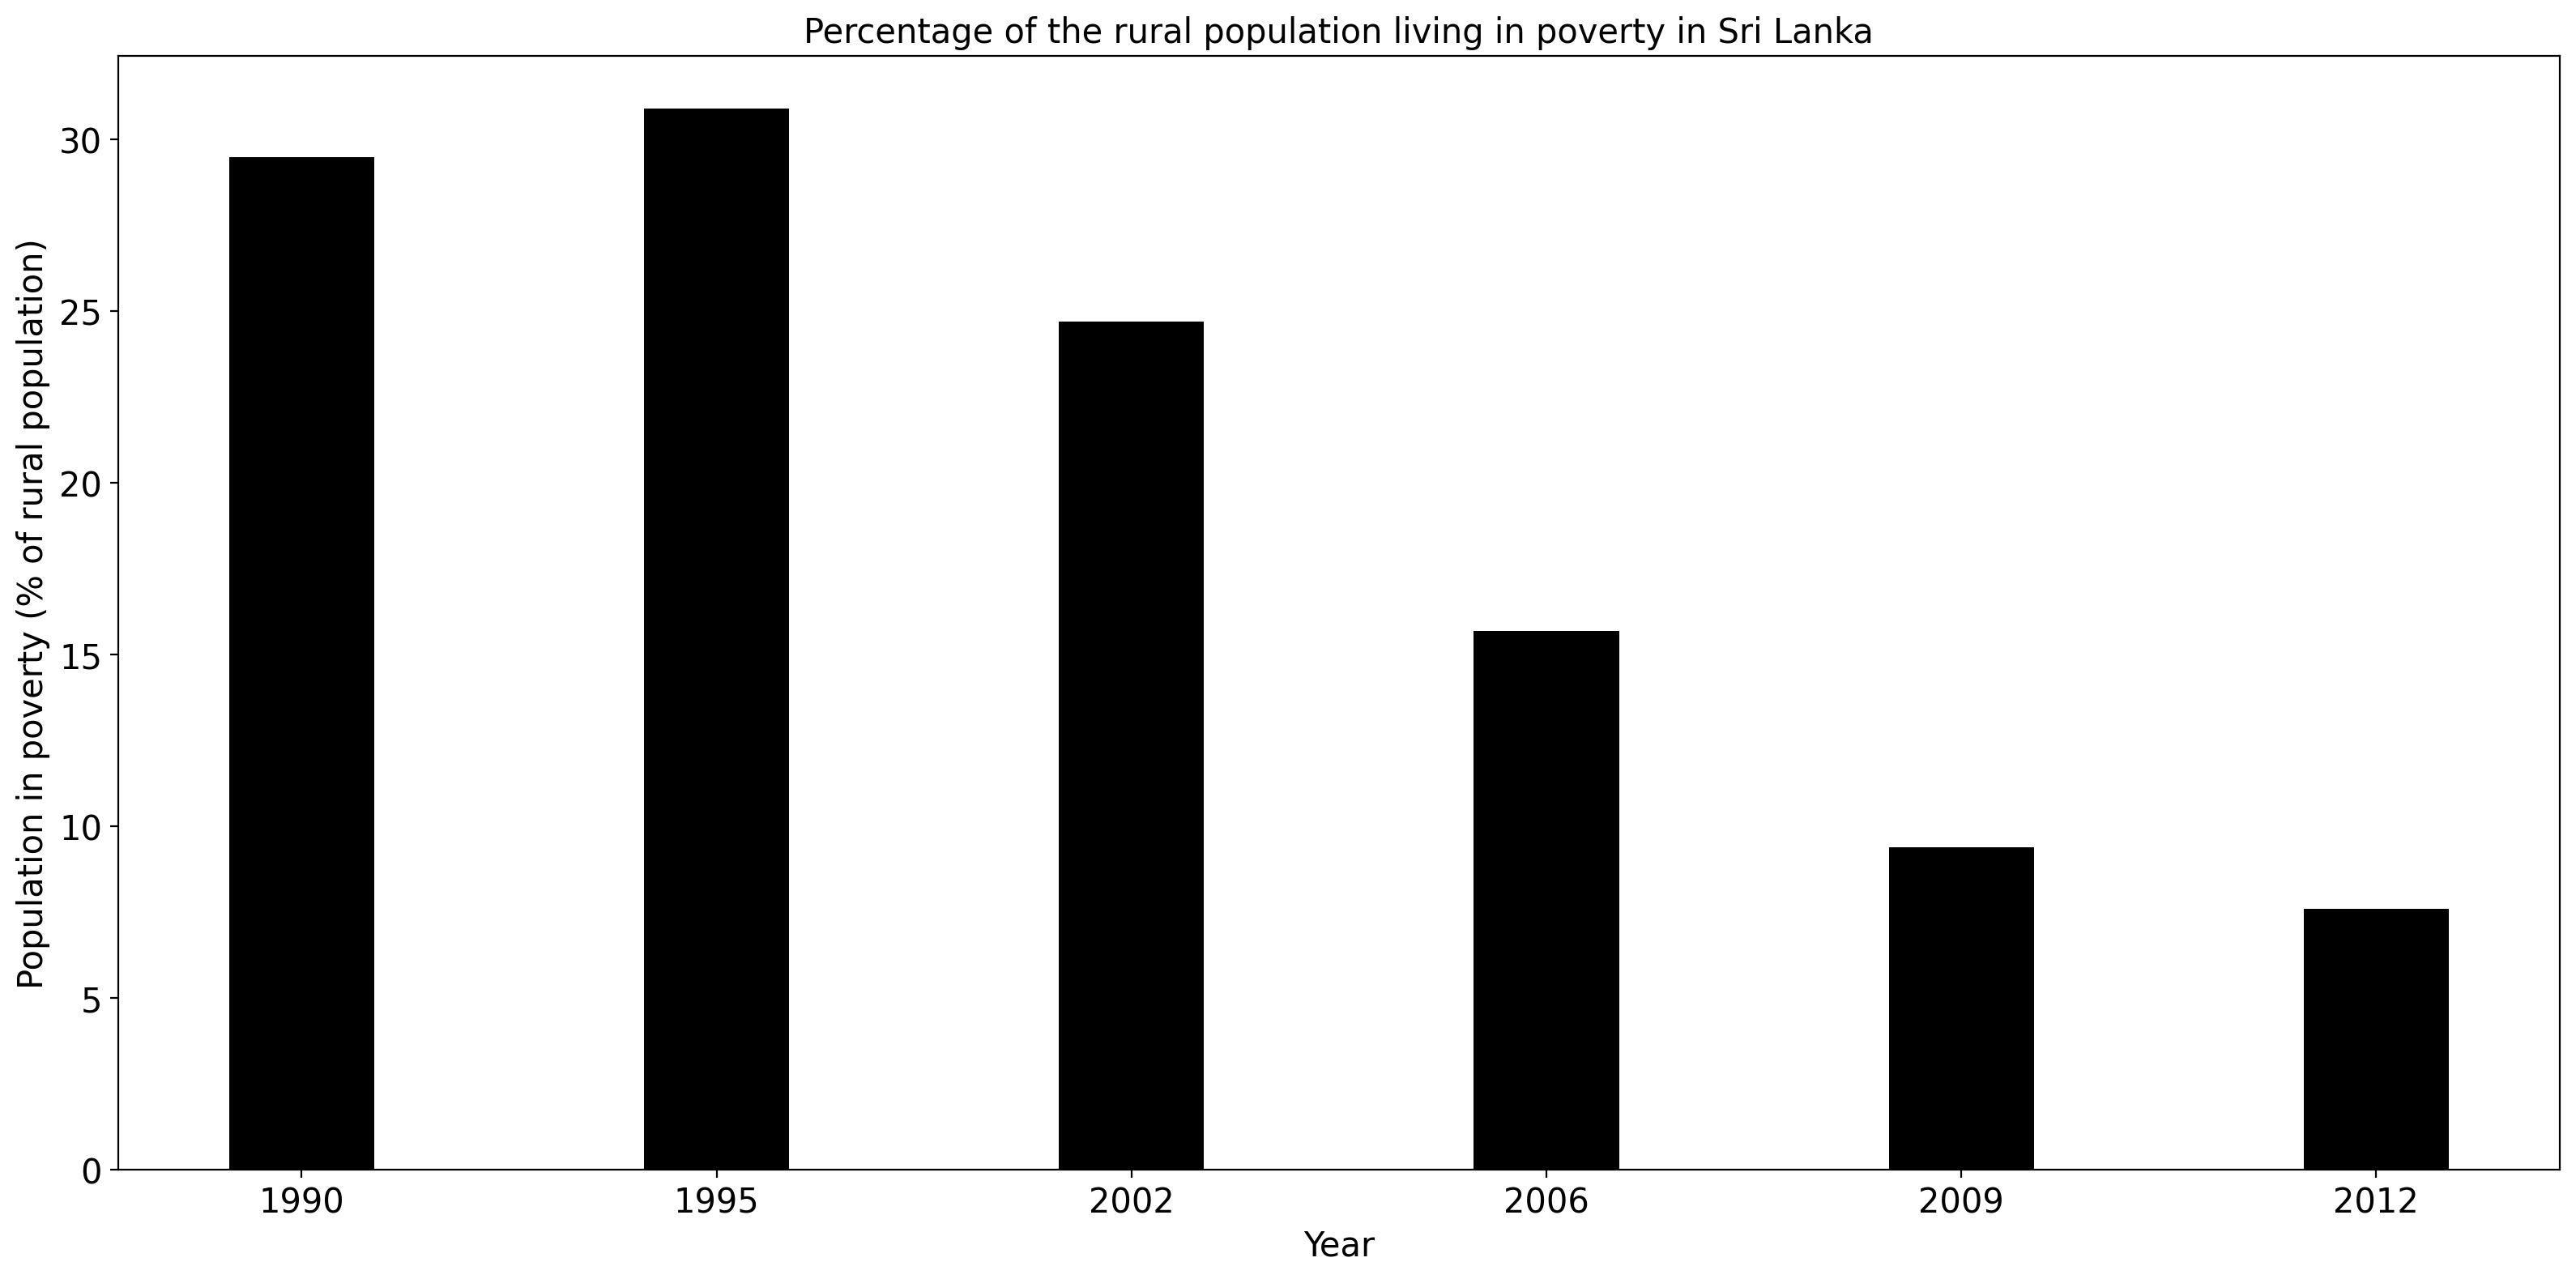 Percentage of the rural population living in poverty in Sri Lanka
Population in poverty (% of rural population)
30
25
20
15
10
5
0
1990 1995 2002 2006 2009 2012
Year